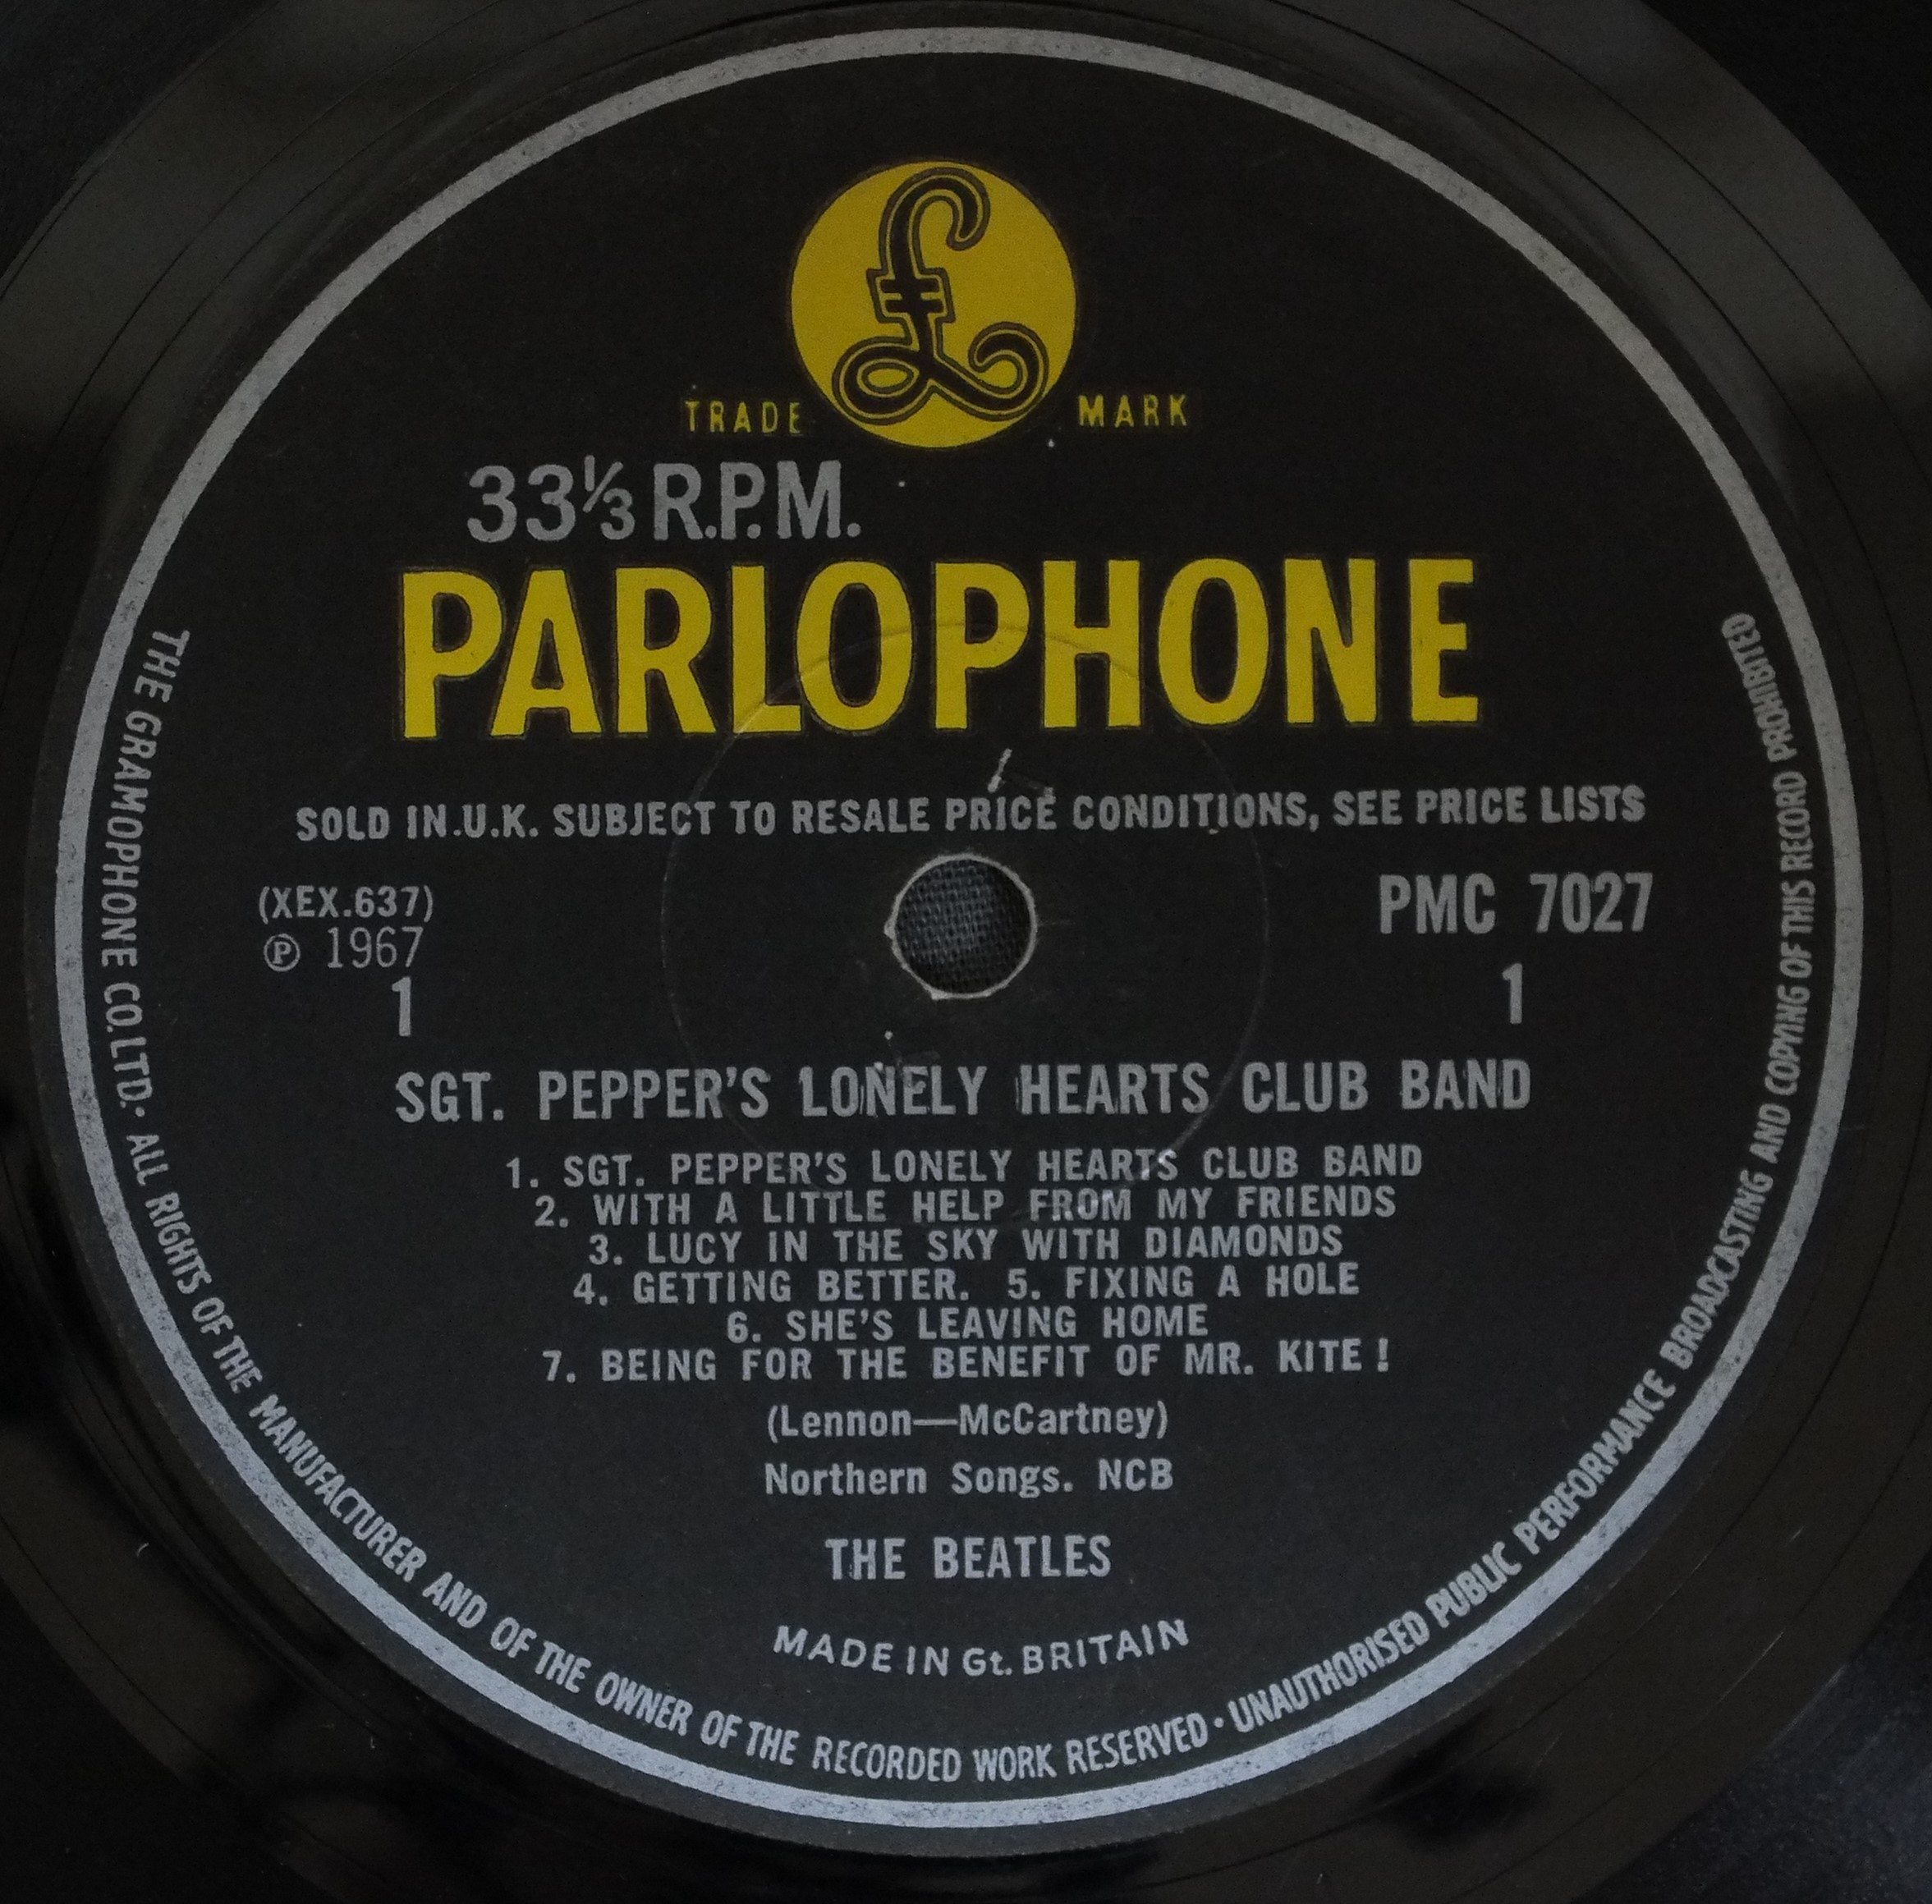 £
TRADE MARK
33⅓ R.P.M.
PARLOPHONE
SOLD IN.U.K. SUBJECT TO RESALE PRICE CONDITIONS, SEE PRICE LISTS
(XEX.637) PMC 7027
℗ 1967
1 1
SGT. PEPPER'S LONELY HEARTS CLUB BAND
1. SGT. PEPPER'S LONELY HEARTS CLUB BAND
2. WITH A LITTLE HELP FROM MY FRIENDS
3. LUCY IN THE SKY WITH DIAMONDS
4. GETTING BETTER. 5. FIXING A HOLE
6. SHE'S LEAVING HOME
7. BEING FOR THE BENEFIT OF MR. KITE !
(Lennon—McCartney)
Northern Songs. NCB
THE BEATLES
MADE IN Gt. BRITAIN
THE GRAMOPHONE CO. LTD. · ALL RIGHTS OF THE MANUFACTURER AND OF THE OWNER OF THE RECORDED WORK RESERVED · UNAUTHORISED PUBLIC PERFORMANCE BROADCASTING AND COPYING OF THIS RECORD PROHIBITED